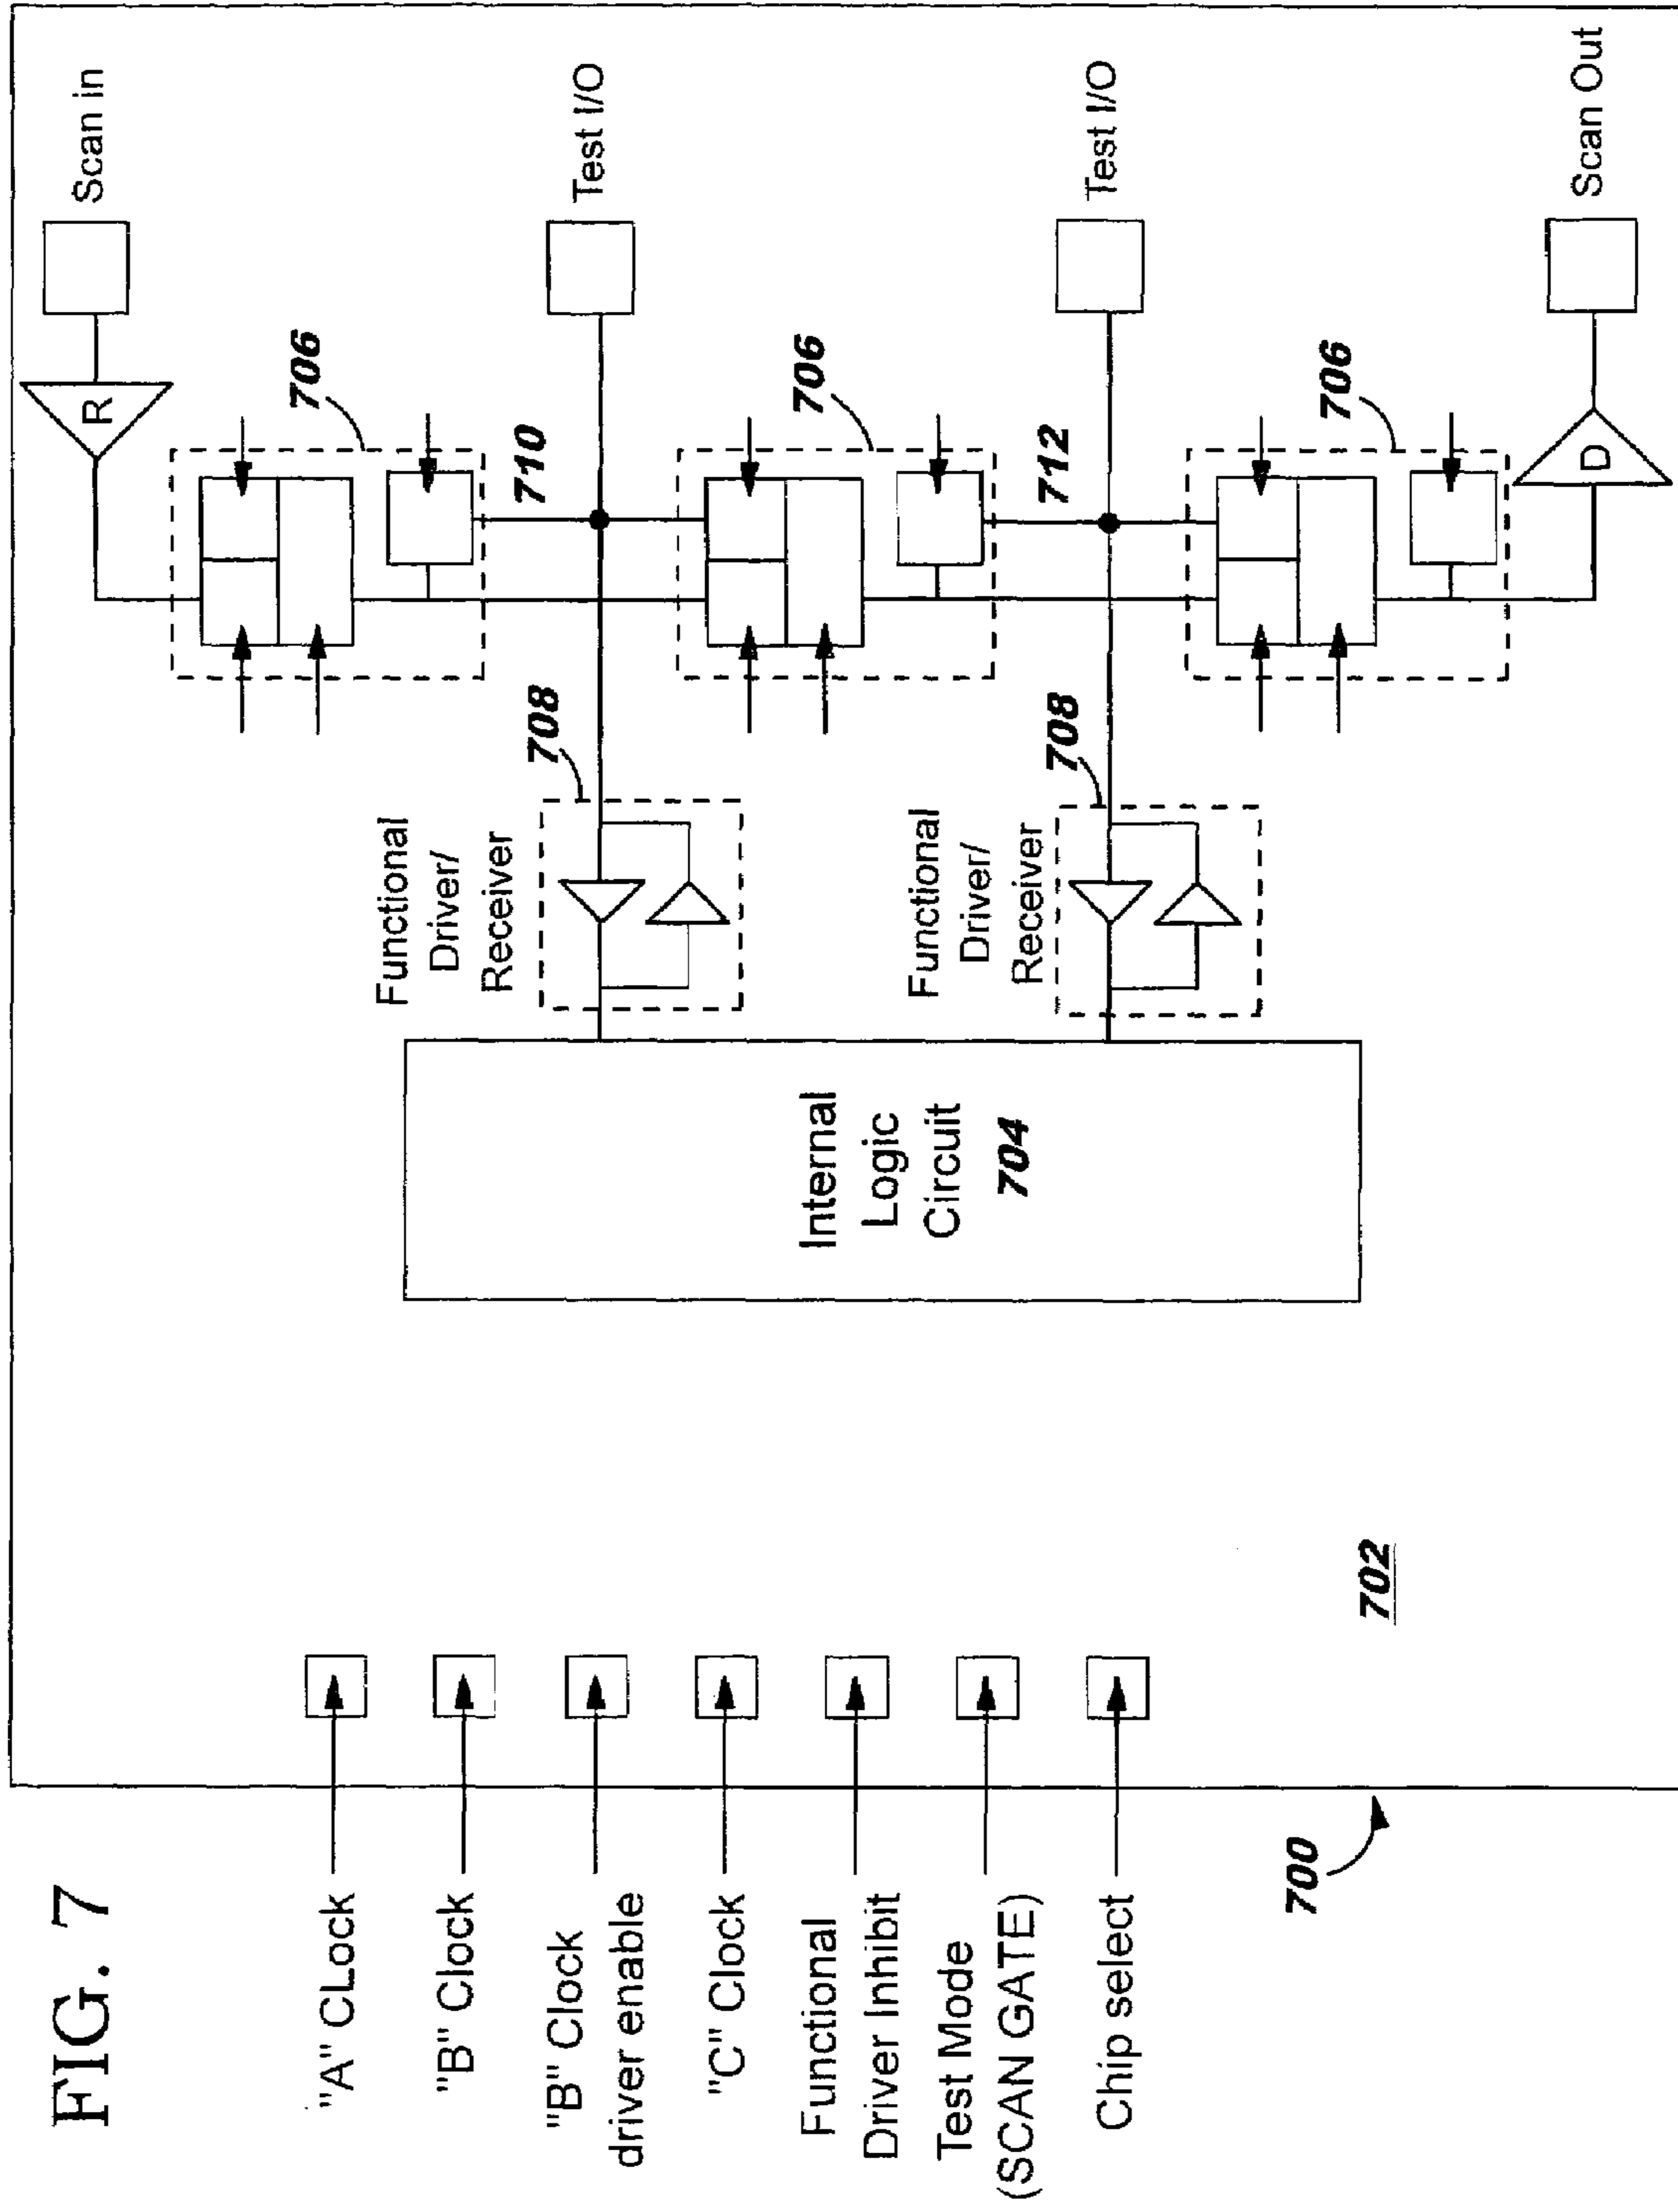 FIG. 7
"A" CLock
"B" Clock
"B" Clock
driver enable
"C" Clock
Functional
Driver Inhibit
Test Mode
(SCAN GATE)
Chip select
700
702
Internal
Logic
Circuit
704
Functional
Driver/
Receiver
708
Functional
Driver/
Receiver
708
706
710
706
712
706
R
D
Scan in
Test I/O
Test I/O
Scan Out